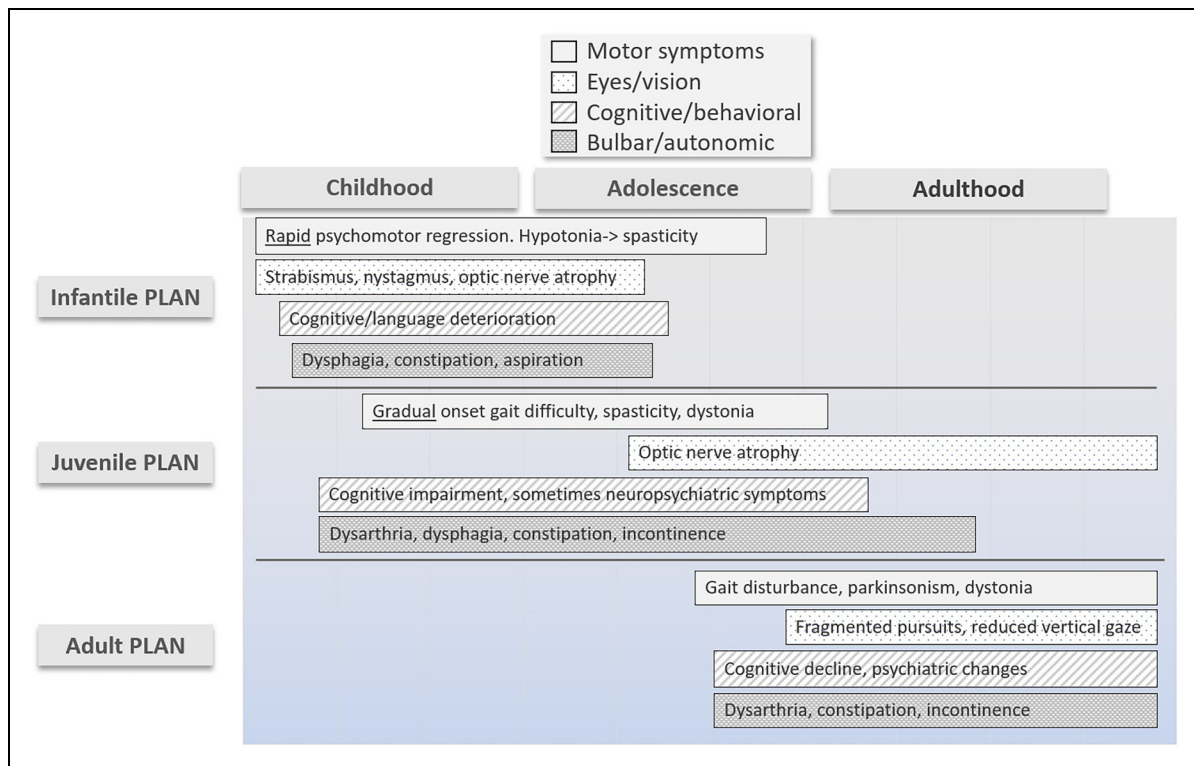 Motor symptoms
Eyes/vision
Cognitive/behavioral
Bulbar/autonomic
Childhood
Adolescence
Adulthood
Infantile PLAN
Rapid psychomotor regression. Hypotonia-> spasticity
Strabismus, nystagmus, optic nerve atrophy
Cognitive/language deterioration
Dysphagia, constipation, aspiration
Juvenile PLAN
Gradual onset gait difficulty, spasticity, dystonia
Optic nerve atrophy
Cognitive impairment, sometimes neuropsychiatric symptoms
Dysarthria, dysphagia, constipation, incontinence
Adult PLAN
Gait disturbance, parkinsonism, dystonia
Fragmented pursuits, reduced vertical gaze
Cognitive decline, psychiatric changes
Dysarthria, constipation, incontinence